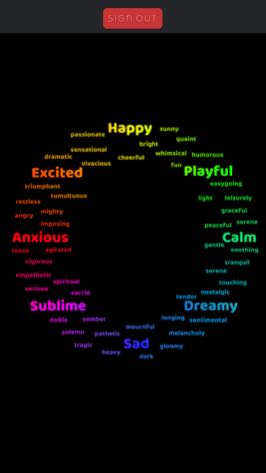 SIGN OUT
Happy
sunny
passionate
quaint
bright
sensational
whimsical
humorous
dramatic
cheerful
vivacious
fun
Excited
Playful
triumphant
easygoing
tumultuous
light
leisurely
restless
mighty
graceful
angry
imposing
peaceful
serene
Anxious
Calm
gentle
tense
agitated
soothing
vigorous
tranquil
serene
empathetic
spiritual
touching
serious
sacrid
nostalgic
tender
Sublime
Dreamy
noble
somber
longing
sentimental
mournful
solemn
pathetic
melancholy
tragic
Sad
gloomy
heavy
dark